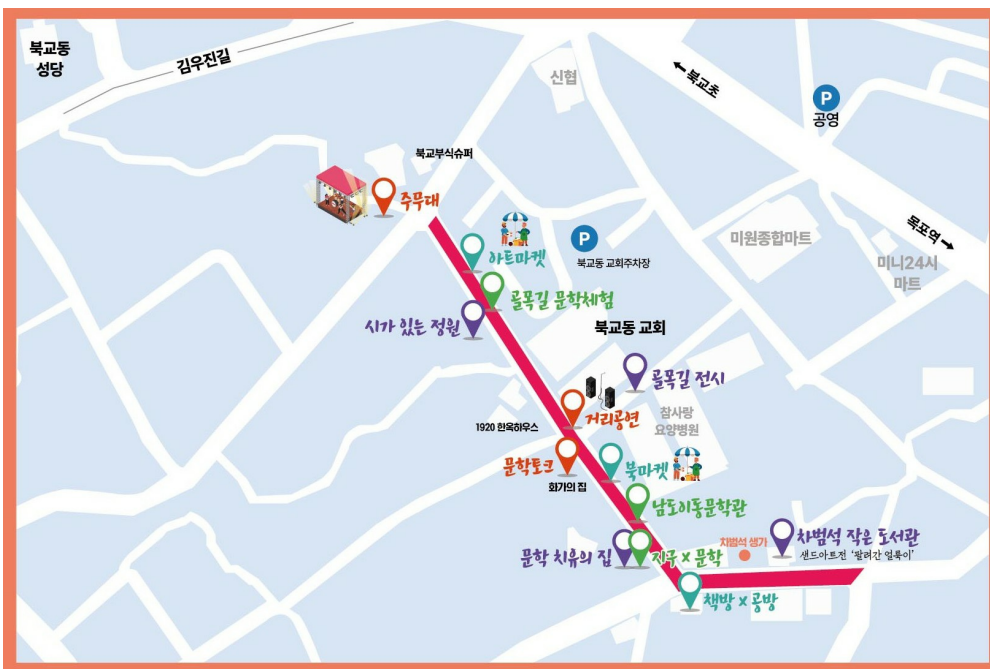 북교동
성당
김우진길
신협
← 북교초
P
공영
북교부식슈퍼
주무대
아트마켓
P
북교동 교회주차장
미원종합마트
목포역 →
미니24시
마트
골목길 문학체험
시가 있는 정원
북교동 교회
골목길 전시
거리공연
참사랑
요양병원
1920 한옥하우스
문학토크
화가의 집
북마켓
남도이동문학관
문학 치유의 집
지구 x 문학
차범석 생가
차범석 작은 도서관
샌드아트전 '팔려간 얼룩이'
책방 x 공방